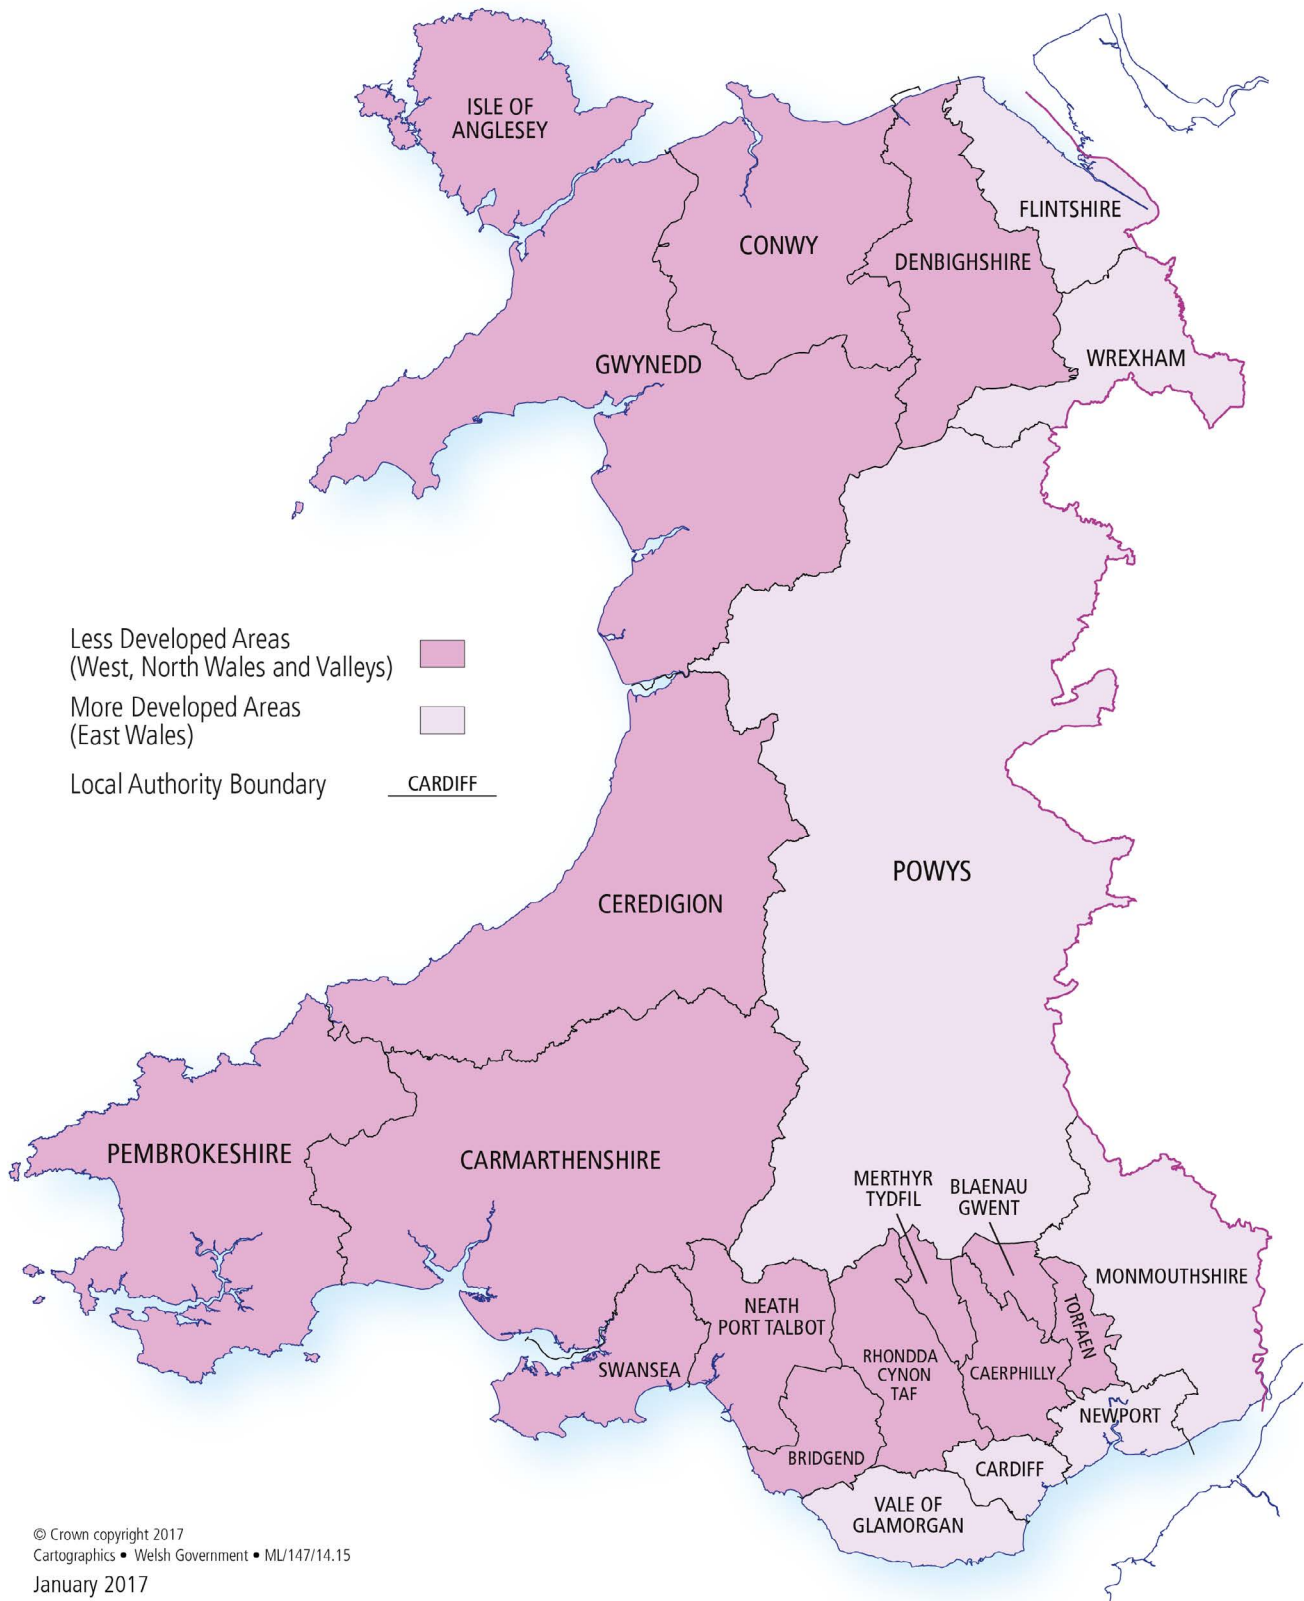 ISLE OF
ANGLESEY
FLINTSHIRE
CONWY
DENBIGHSHIRE
WREXHAM
GWYNEDD
Less Developed Areas
(West, North Wales and Valleys)
More Developed Areas
(East Wales)
Local Authority Boundary
CARDIFF
POWYS
CEREDIGION
PEMBROKESHIRE
CARMARTHENSHIRE
MERTHYR
TYDFIL
BLAENAU
GWENT
MONMOUTHSHIRE
NEATH
PORT TALBOT
TORFAEN
SWANSEA
RHONDDA
CYNON
TAF
CAERPHILLY
NEWPORT
BRIDGEND
CARDIFF
VALE OF
GLAMORGAN
© Crown copyright 2017
Cartographics • Welsh Government • ML/147/14.15
January 2017